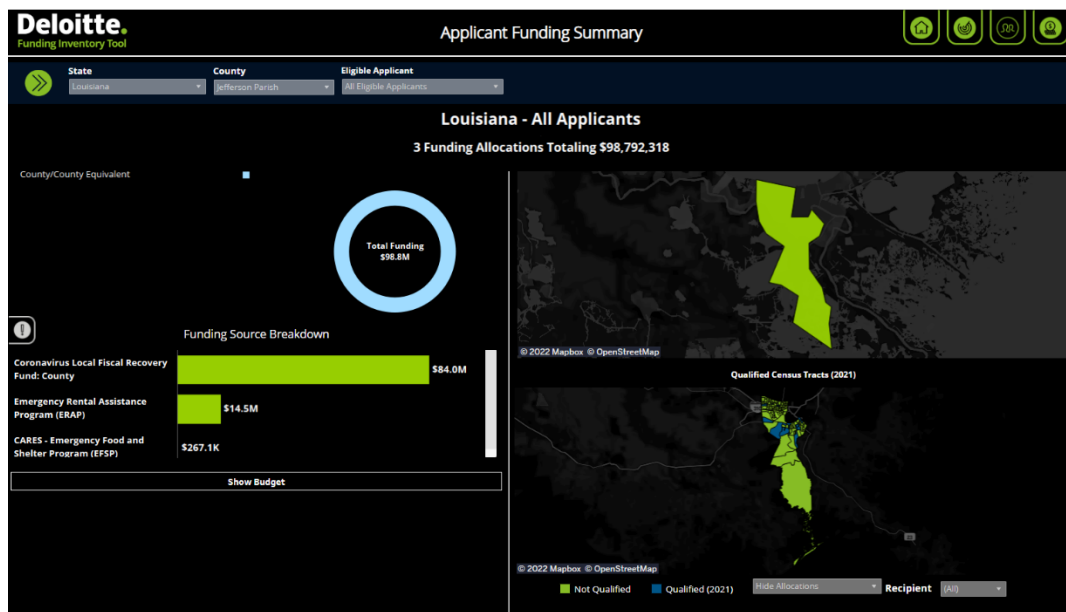 Deloitte.
Funding Inventory Tool
Applicant Funding Summary
State
County
Eligible Applicant
Louisiana
Jefferson Parish
All Eligible Applicants
Louisiana - All Applicants
3 Funding Allocations Totaling $98,792,318
County/County Equivalent
Total Funding
$98.8M
Funding Source Breakdown
Coronavirus Local Fiscal Recovery
Fund: County
$84.0M
Emergency Rental Assistance
Program (ERAP)
$14.5M
CARES - Emergency Food and
Shelter Program (EFSP)
$267.1K
Show Budget
© 2022 Mapbox © OpenStreetMap
Qualified Census Tracts (2021)
© 2022 Mapbox © OpenStreetMap
Not Qualified
Qualified (2021)
Hide Allocations
Recipient
(All)